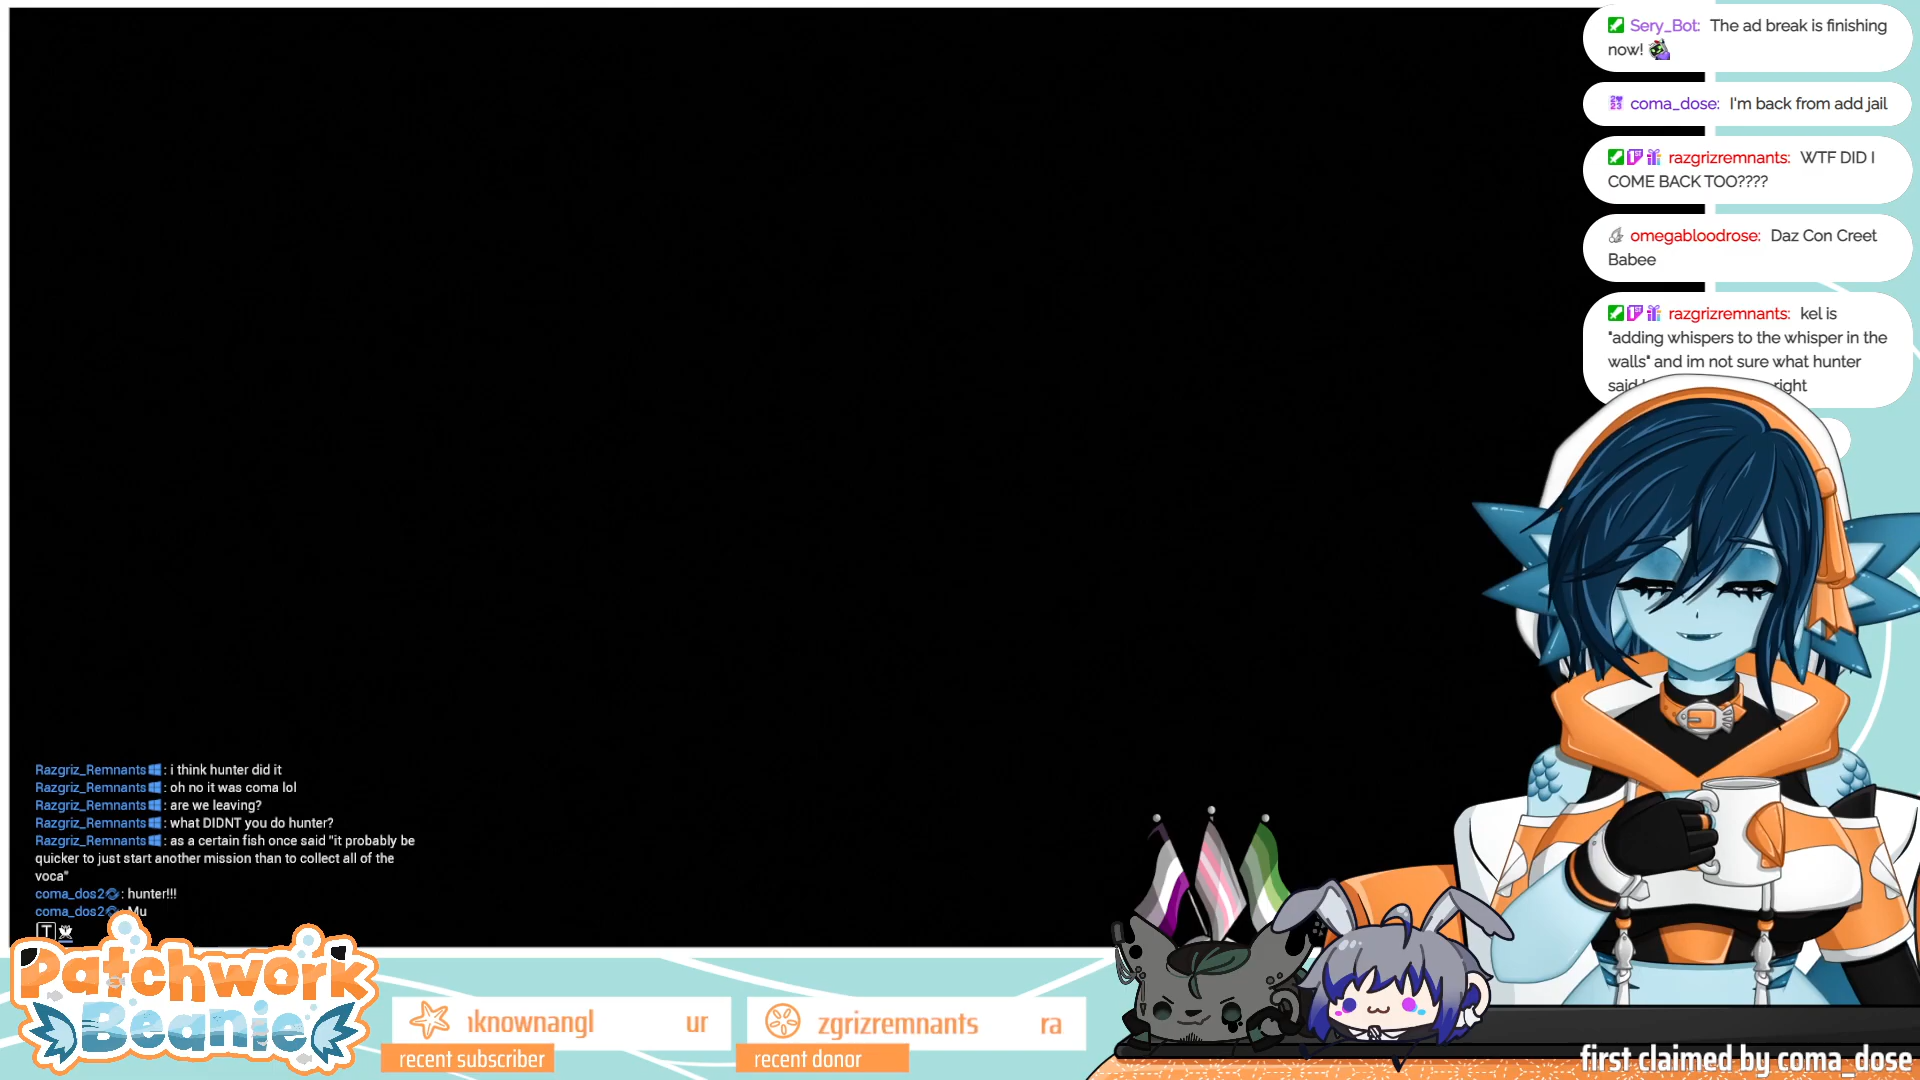 Sery_Bot: The ad break is finishing
now!
coma_dose: I'm back from add jail
razgrizremnants: WTF DID I
COME BACK TOO????
omegabloodrose: Daz Con Creet
Babee
razgrizremnants: kel is
"adding whispers to the whisper in the
walls" and im not sure what hunter
said right
Razgriz_Remnants: i think hunter did it
Razgriz_Remnants: oh no it was coma lol
Razgriz_Remnants: are we leaving?
Razgriz_Remnants: what DIDNT you do hunter?
Razgriz_Remnants: as a certain fish once said "it probably be
quicker to just start another mission than to collect all of the
voca"
coma_dos2: hunter!!!
coma_dos2: Mu
T
Patchwork
Beanie
ıknownangl ur
recent subscriber
zgrizremnants ra
recent donor
first claimed by coma_dose